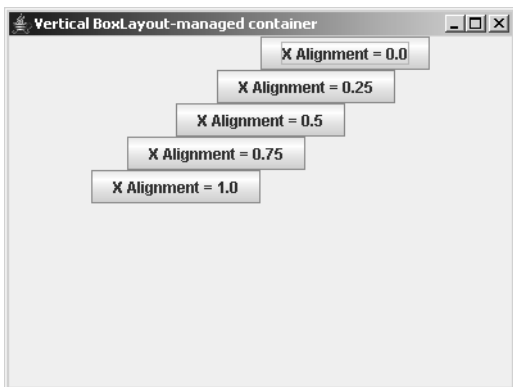 Vertical BoxLayout-managed container
X Alignment = 0.0
X Alignment = 0.25
X Alignment = 0.5
X Alignment = 0.75
X Alignment = 1.0